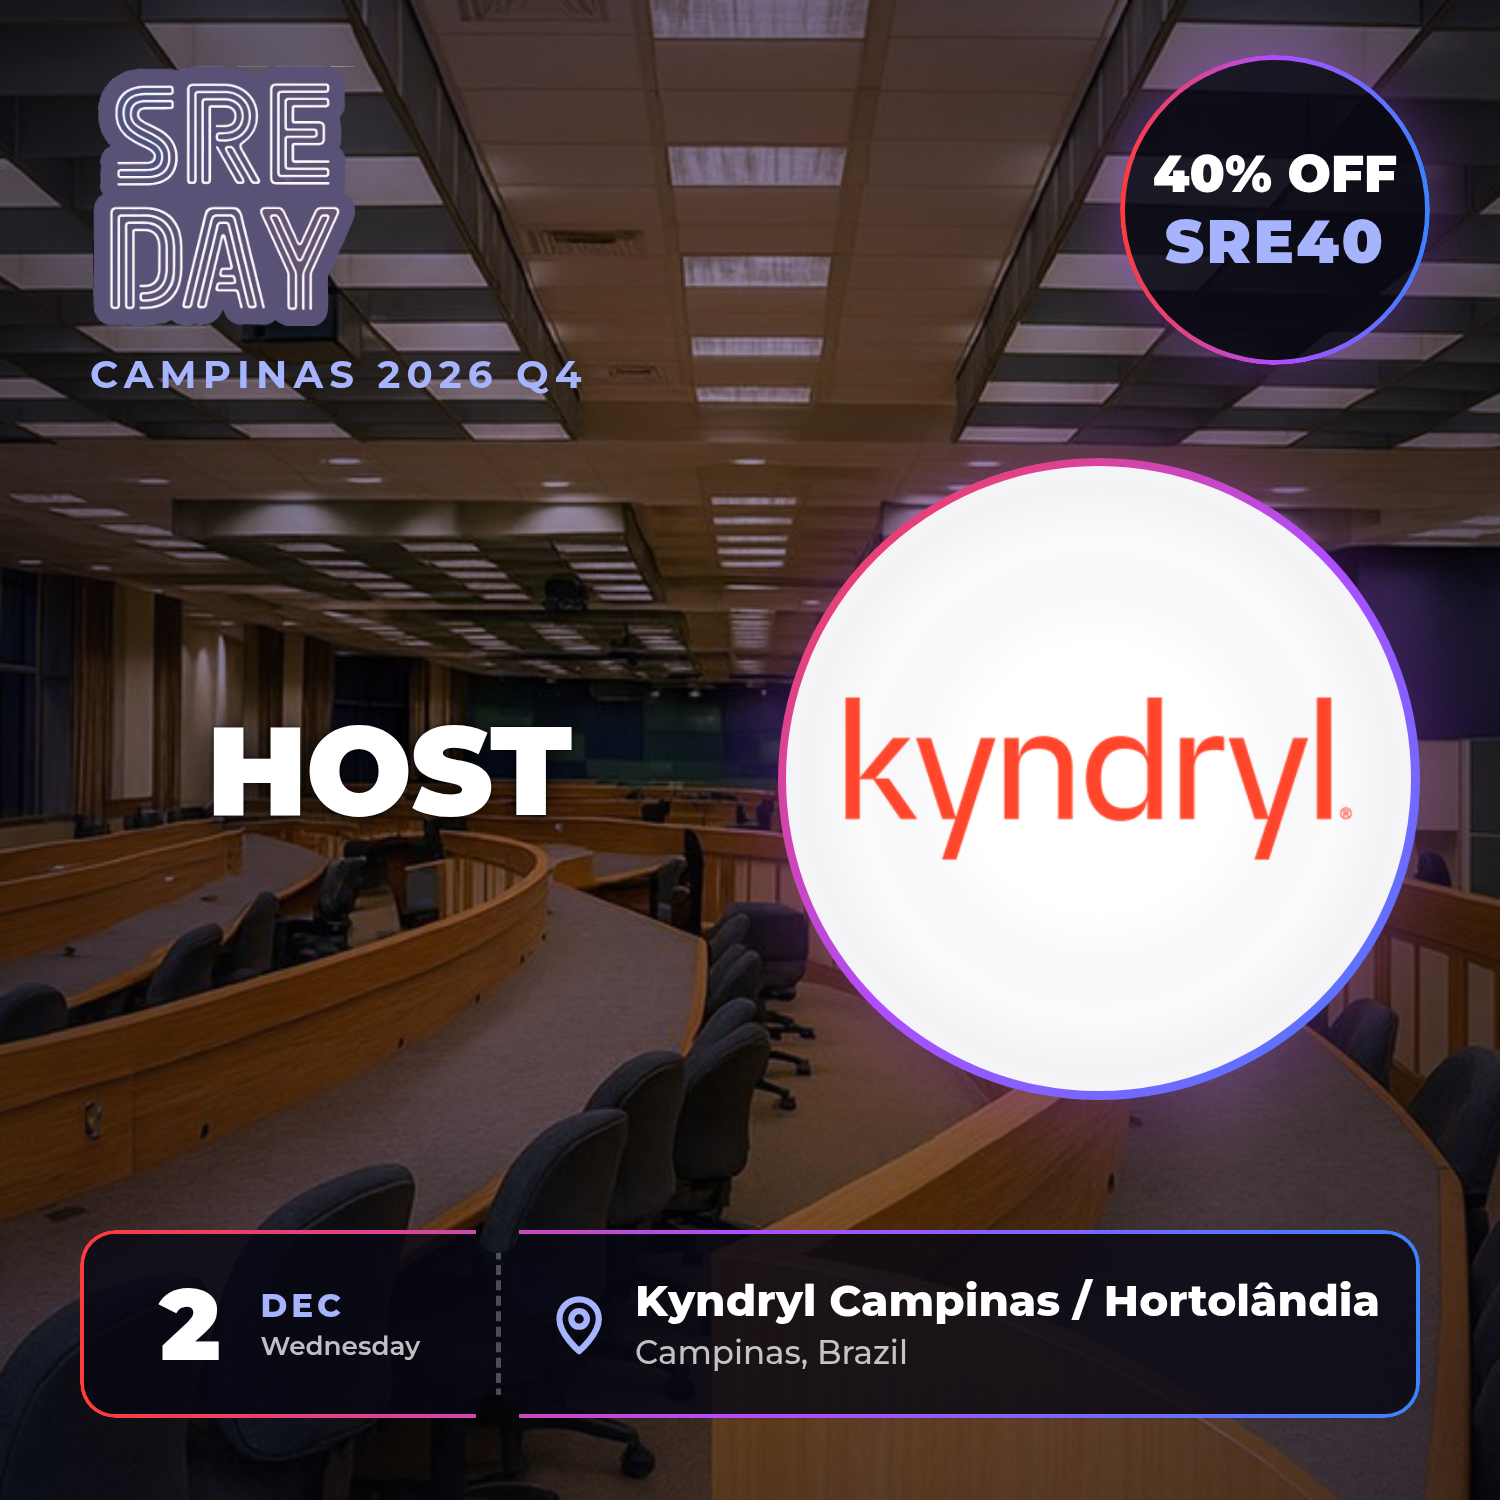 SRE
DAY
CAMPINAS 2026 Q4
40% OFF
SRE40
HOST
kyndryl®
2
DEC
Wednesday
Kyndryl Campinas / Hortolândia
Campinas, Brazil